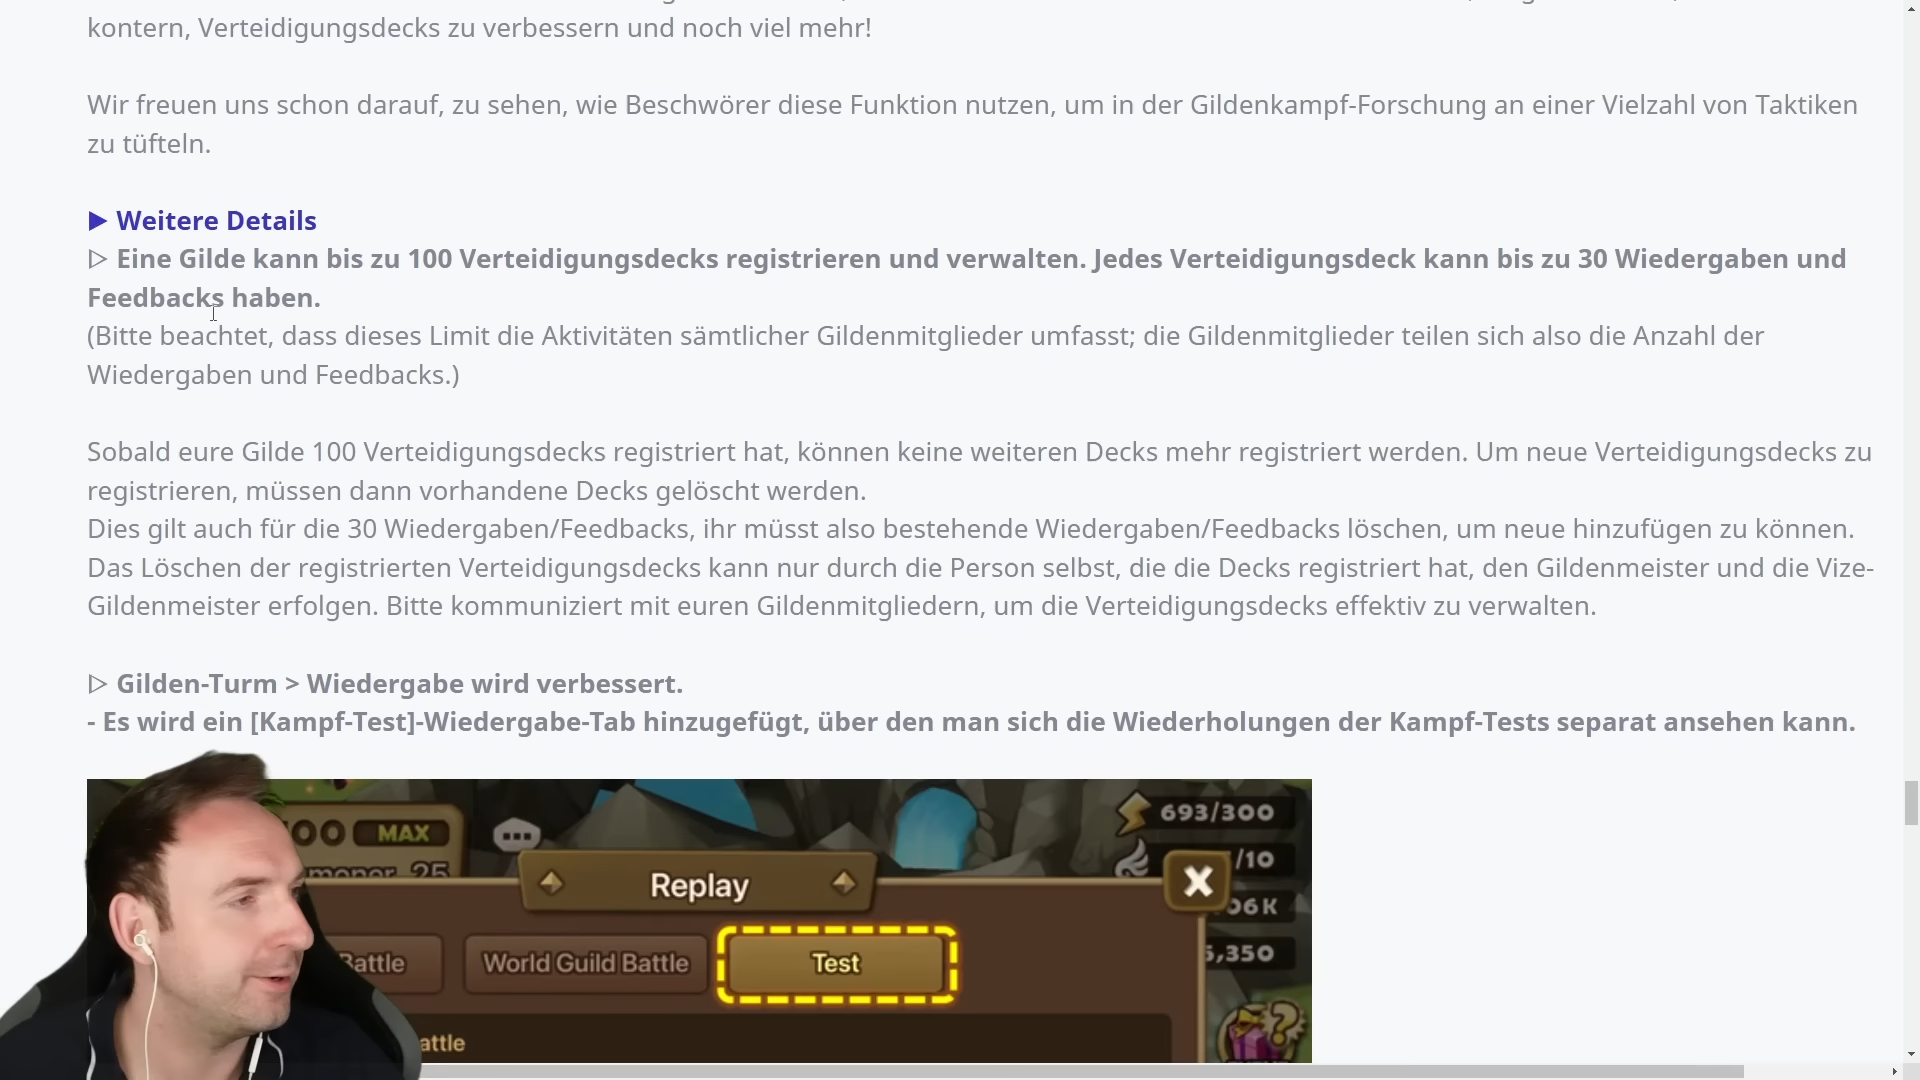 kontern, Verteidigungsdecks zu verbessern und noch viel mehr!
Wir freuen uns schon darauf, zu sehen, wie Beschwörer diese Funktion nutzen, um in der Gildenkampf-Forschung an einer Vielzahl von Taktiken
zu tüfteln.
▶ Weitere Details
▷ Eine Gilde kann bis zu 100 Verteidigungsdecks registrieren und verwalten. Jedes Verteidigungsdeck kann bis zu 30 Wiedergaben und
Feedbacks haben.
(Bitte beachtet, dass dieses Limit die Aktivitäten sämtlicher Gildenmitglieder umfasst; die Gildenmitglieder teilen sich also die Anzahl der
Wiedergaben und Feedbacks.)
Sobald eure Gilde 100 Verteidigungsdecks registriert hat, können keine weiteren Decks mehr registriert werden. Um neue Verteidigungsdecks zu
registrieren, müssen dann vorhandene Decks gelöscht werden.
Dies gilt auch für die 30 Wiedergaben/Feedbacks, ihr müsst also bestehende Wiedergaben/Feedbacks löschen, um neue hinzufügen zu können.
Das Löschen der registrierten Verteidigungsdecks kann nur durch die Person selbst, die die Decks registriert hat, den Gildenmeister und die Vize-
Gildenmeister erfolgen. Bitte kommuniziert mit euren Gildenmitgliedern, um die Verteidigungsdecks effektiv zu verwalten.
▷ Gilden-Turm > Wiedergabe wird verbessert.
- Es wird ein [Kampf-Test]-Wiedergabe-Tab hinzugefügt, über den man sich die Wiederholungen der Kampf-Tests separat ansehen kann.
693/300
MAX
/10
25
Replay
06K
5,350
Battle
World Guild Battle
Test
attle